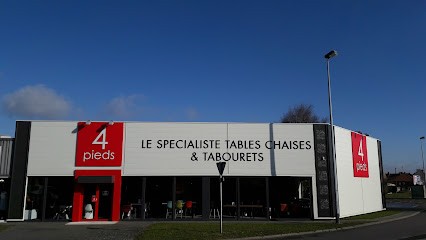 4
pieds
LE SPECIALISTE TABLES CHAISES
& TABOURETS
4
pieds